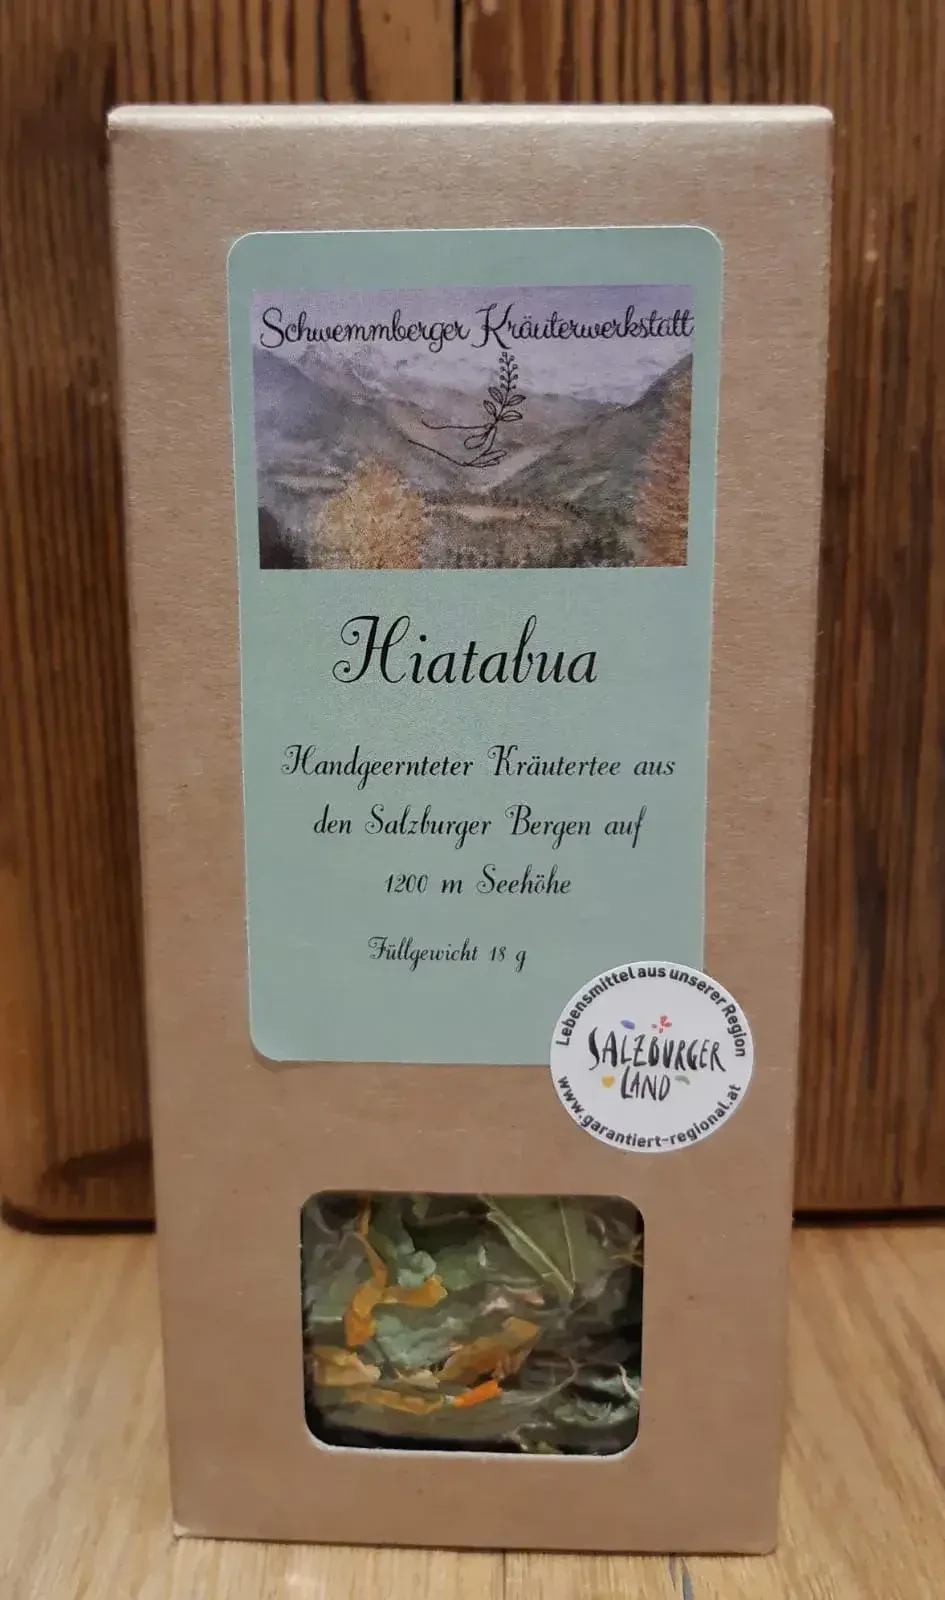 Schwemmberger Kräuterwerkstatt
Hiatabua
Handgeernteter Kräutertee aus
den Salzburger Bergen auf
1200 m Seehöhe
Füllgewicht 18 g
Lebensmittel aus unserer Region
SALZBURGER
LAND
www.garantiert-regional.at